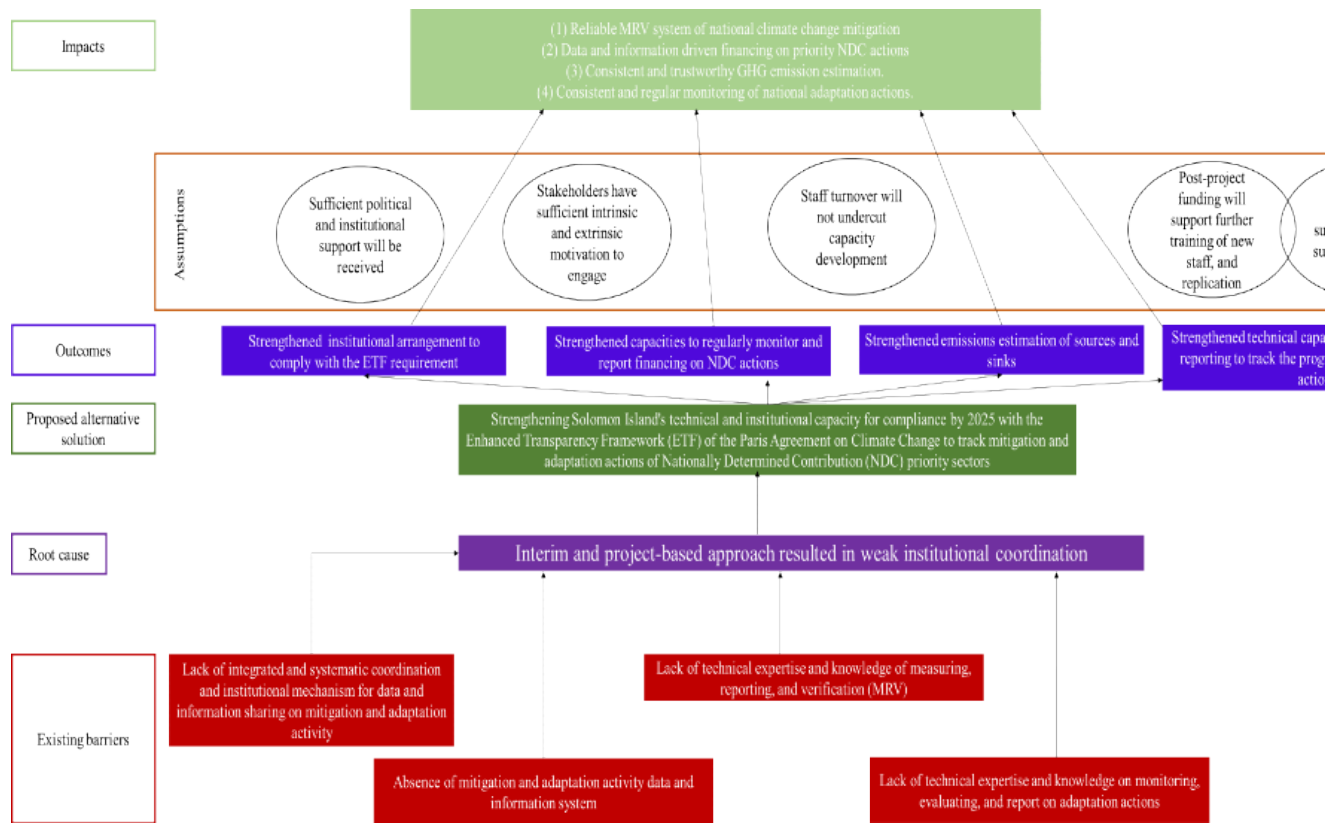 Impacts
(1) Reliable MRV system of national climate change mitigation
(2) Data and information driven financing on priority NDC actions
(3) Consistent and trustworthy GHG emission estimation.
(4) Consistent and regular monitoring of national adaptation actions.
Assumptions
Sufficient political
and institutional
support will be
received
Stakeholders have
sufficient intrinsic
and extrinsic
motivation to
engage
Staff turnover will
not undercut
capacity
development
Post-project
funding will
support further
training of new
staff, and
replication
Outcomes
Strengthened institutional arrangement to
comply with the ETF requirement
Strengthened capacities to regularly monitor and
report financing on NDC actions
Strengthened emissions estimation of sources and
sinks
Strengthened technical
reporting to track the
Proposed alternative
solution
Strengthening Solomon Island's technical and institutional capacity for compliance by 2025 with the
Enhanced Transparency Framework (ETF) of the Paris Agreement on Climate Change to track mitigation and
adaptation actions of Nationally Determined Contribution (NDC) priority sectors
Root cause
Interim and project-based approach resulted in weak institutional coordination
Existing barriers
Lack of integrated and systematic coordination
and institutional mechanism for data and
information sharing on mitigation and adaptation
activity
Lack of technical expertise and knowledge of measuring,
reporting, and verification (MRV)
Absence of mitigation and adaptation activity data and
information system
Lack of technical expertise and knowledge on monitoring,
evaluating, and report on adaptation actions